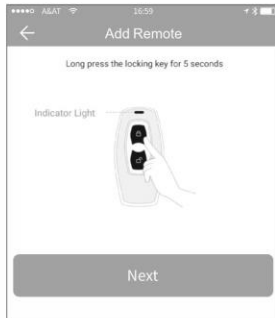 A&AT 16:59
Add Remote
Long press the locking key for 5 seconds
Indicator Light
Next